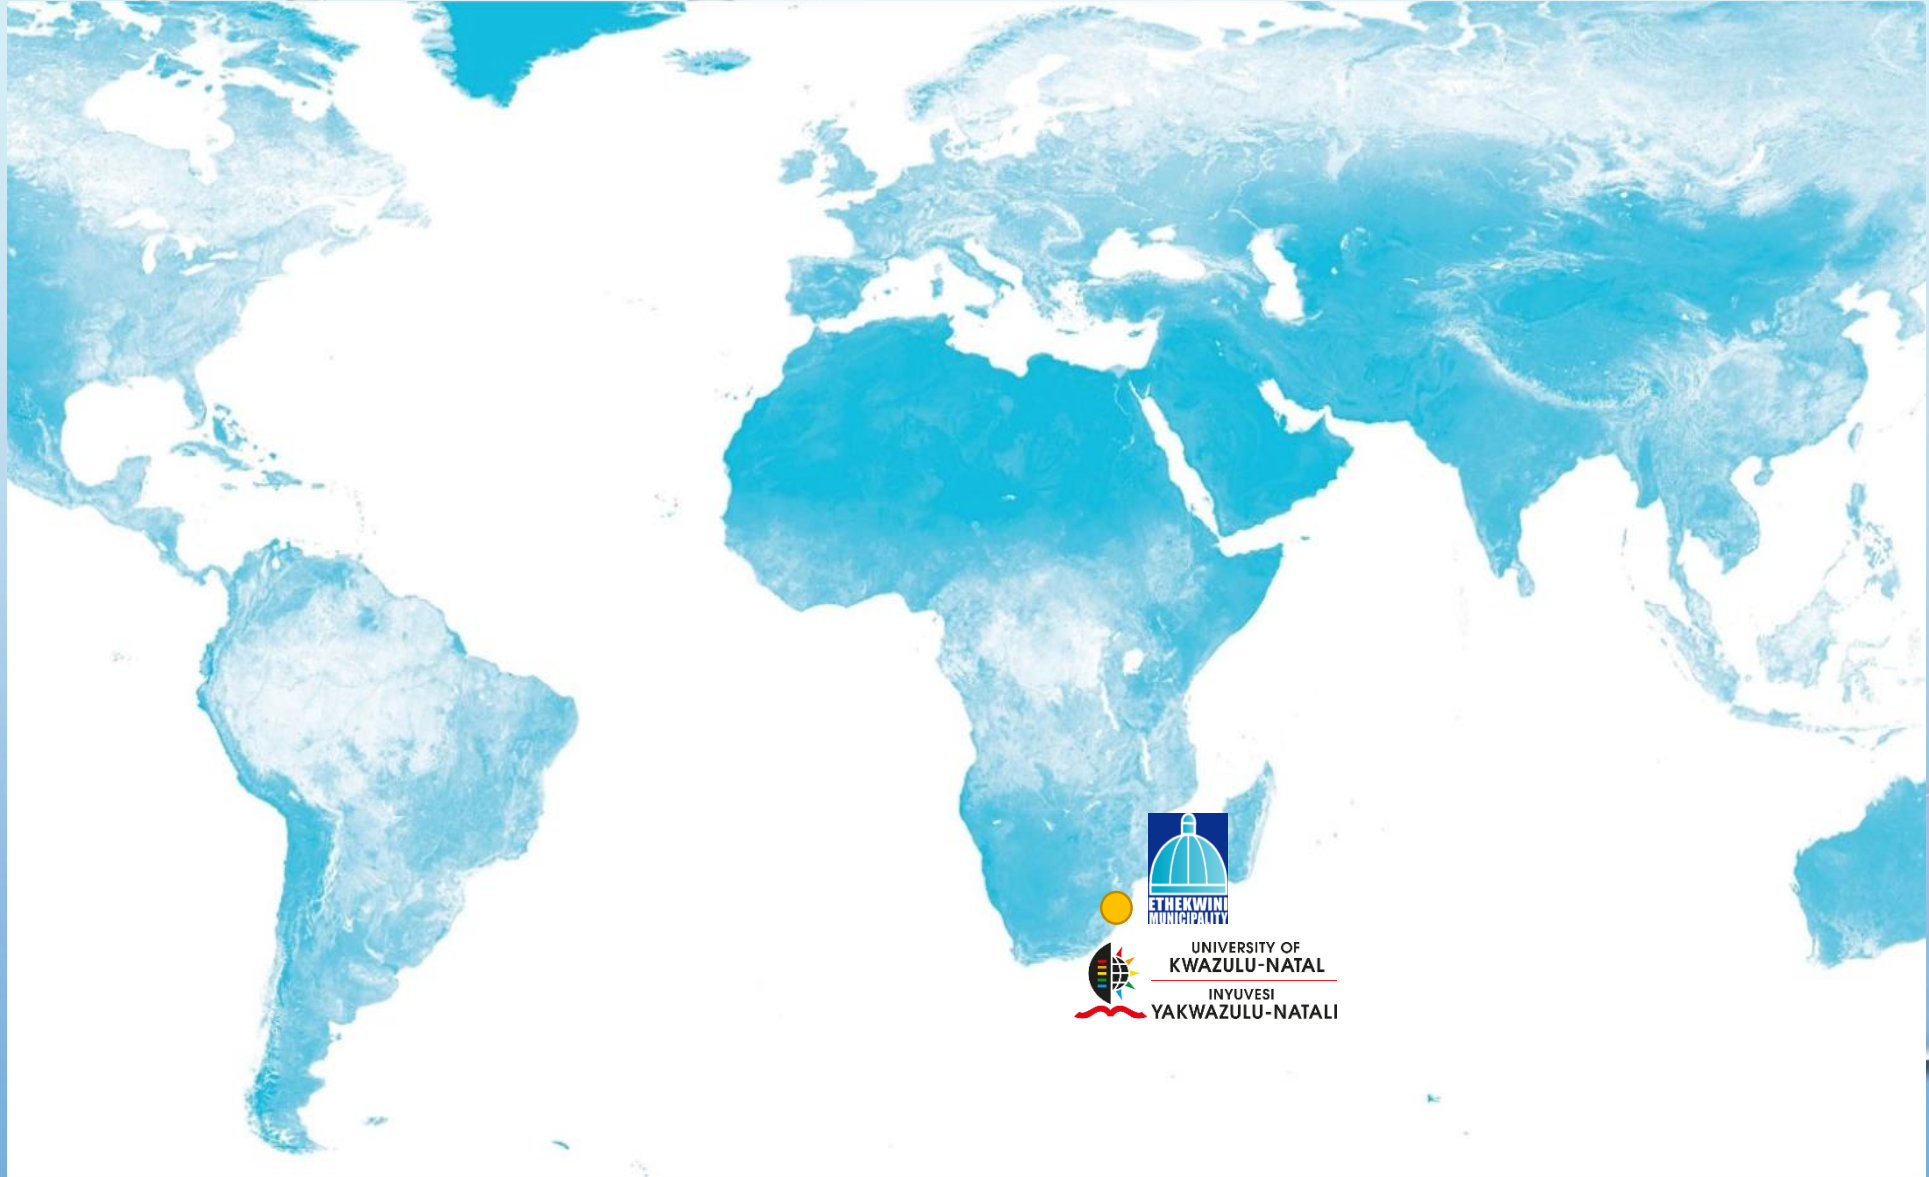 ETHEKWINI
MUNICIPALITY
UNIVERSITY OF
KWAZULU-NATAL
INYUVESI
YAKWAZULU-NATALI